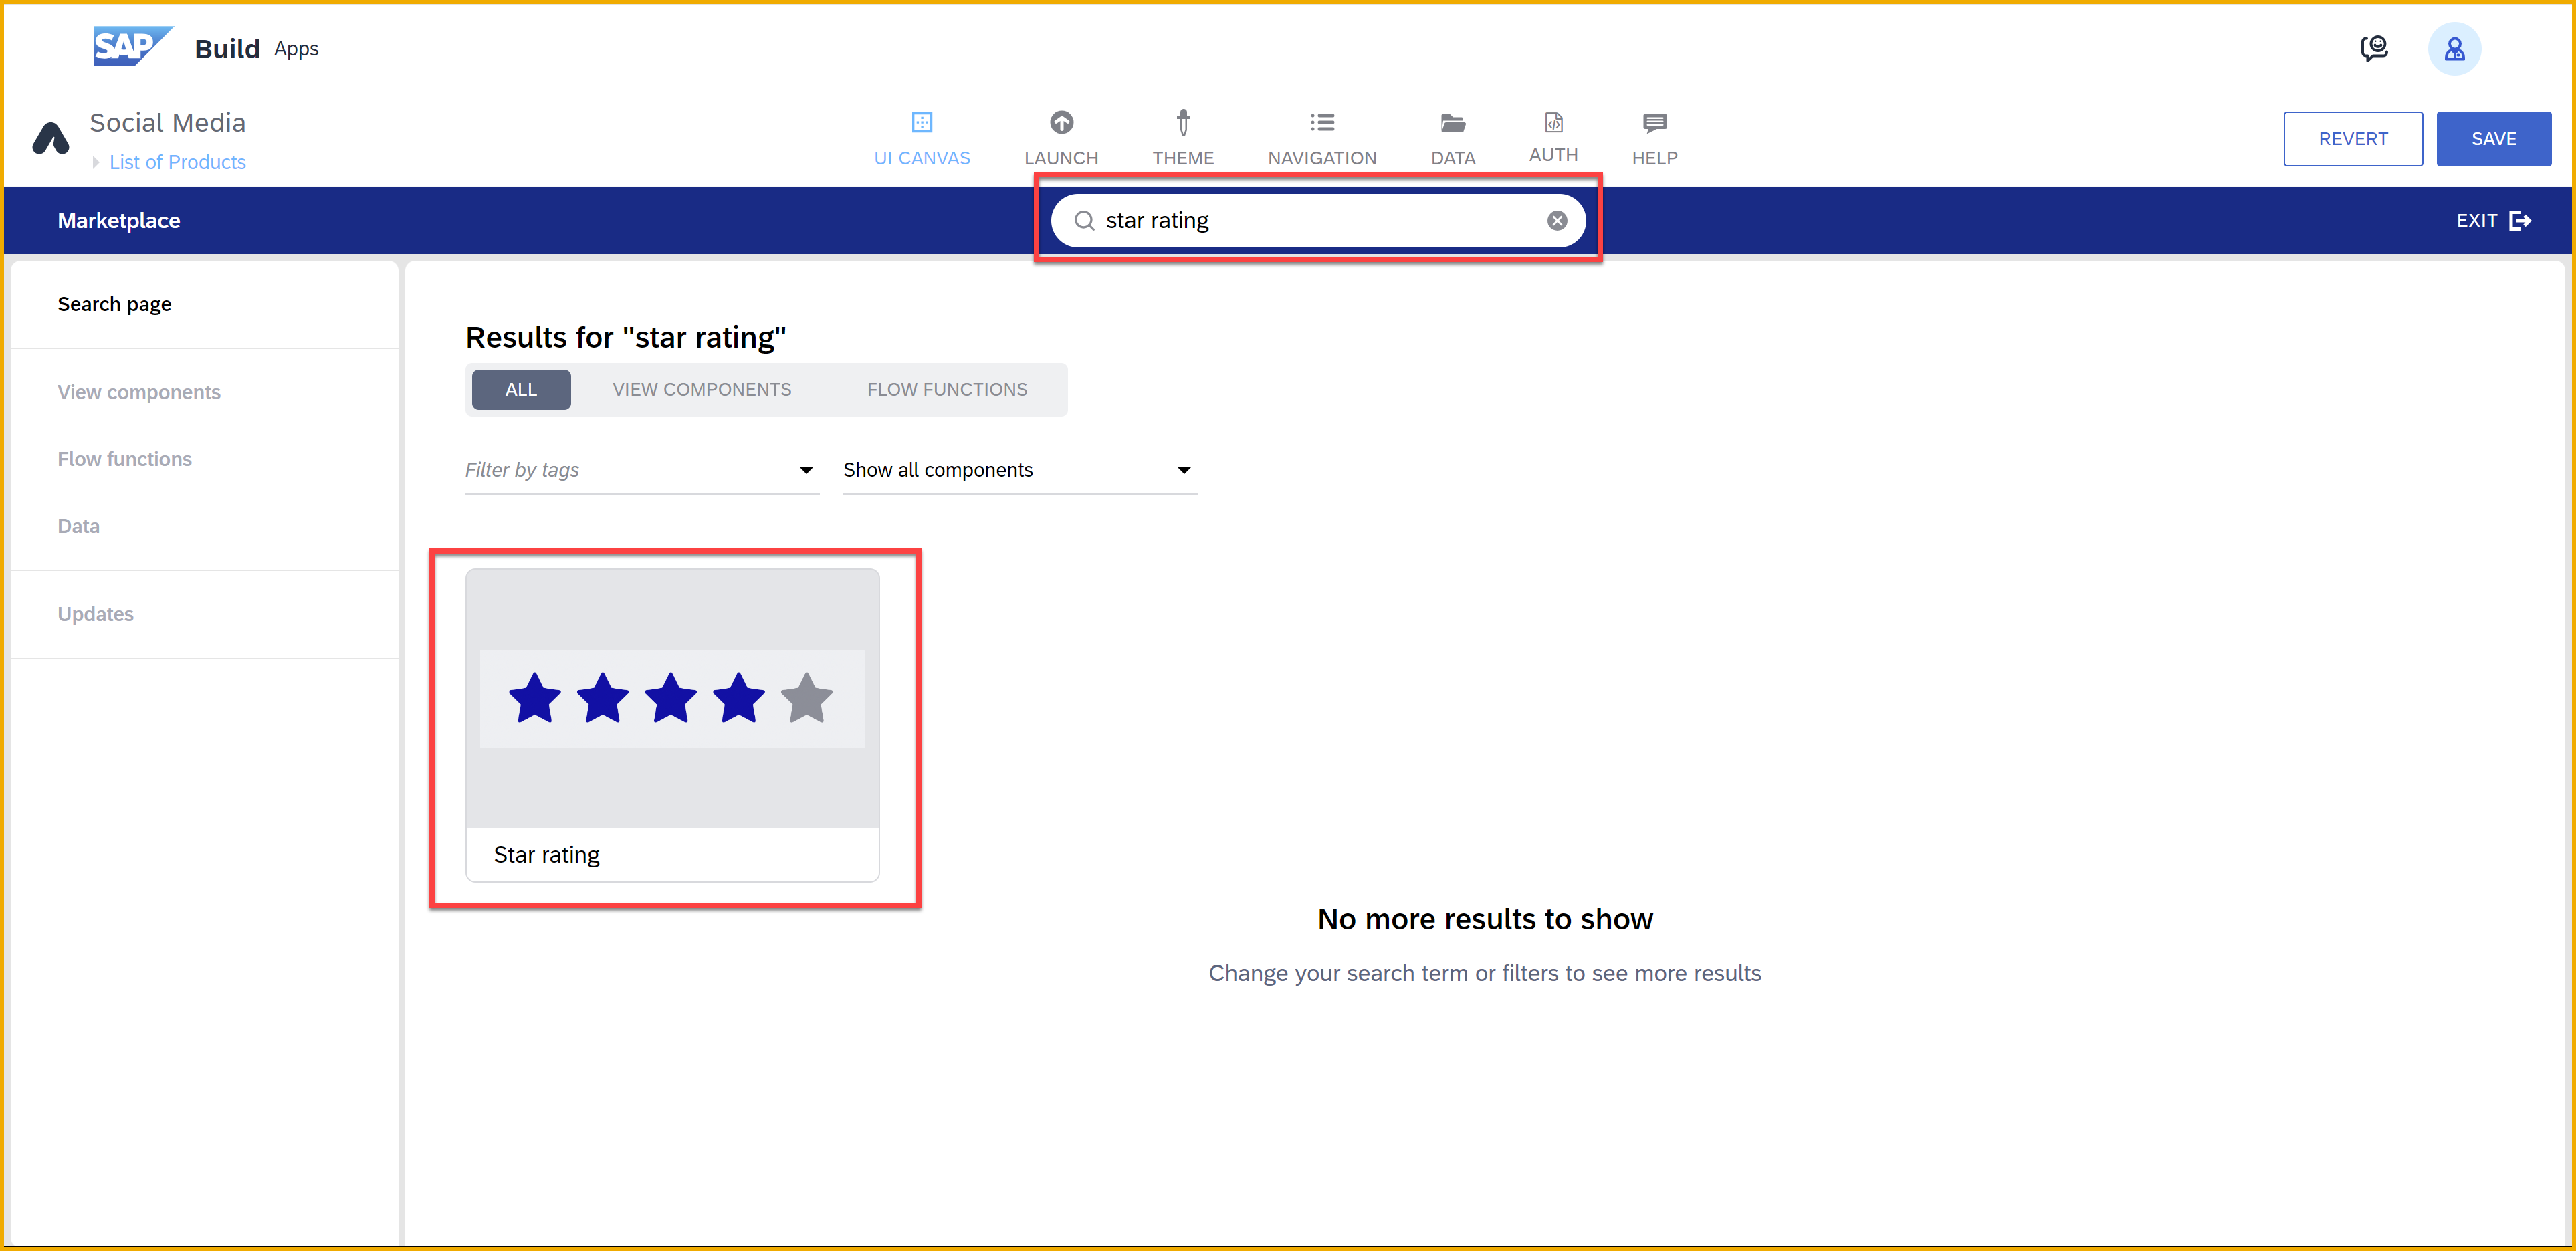 SAP Build Apps
Social Media
List of Products
UI CANVAS
LAUNCH
THEME
NAVIGATION
DATA
AUTH
HELP
REVERT
SAVE
Marketplace
star rating
EXIT
Search page
View components
Flow functions
Data
Updates
Results for "star rating"
ALL
VIEW COMPONENTS
FLOW FUNCTIONS
Filter by tags
Show all components
Star rating
No more results to show
Change your search term or filters to see more results